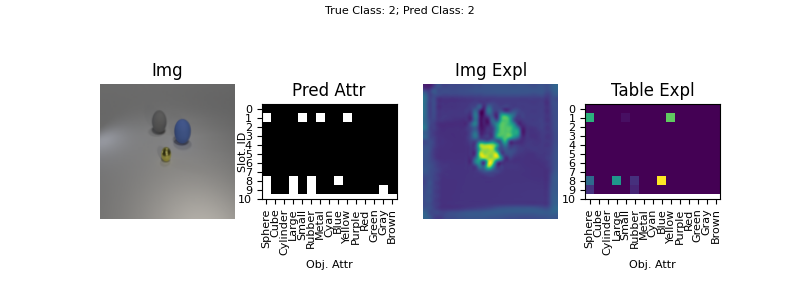 True Class: 2; Pred Class: 2
Img
Pred Attr
Img Expl
Table Expl
Slot. ID
0
1
2
3
4
5
6
7
8
9
10
Sphere
Cube
Cylinder
Large
Small
Rubber
Metal
Cyan
Blue
Yellow
Purple
Red
Green
Gray
Brown
Obj. Attr
0
1
2
3
4
5
6
7
8
9
10
Sphere
Cube
Cylinder
Large
Small
Rubber
Metal
Cyan
Blue
Yellow
Purple
Red
Green
Gray
Brown
Obj. Attr